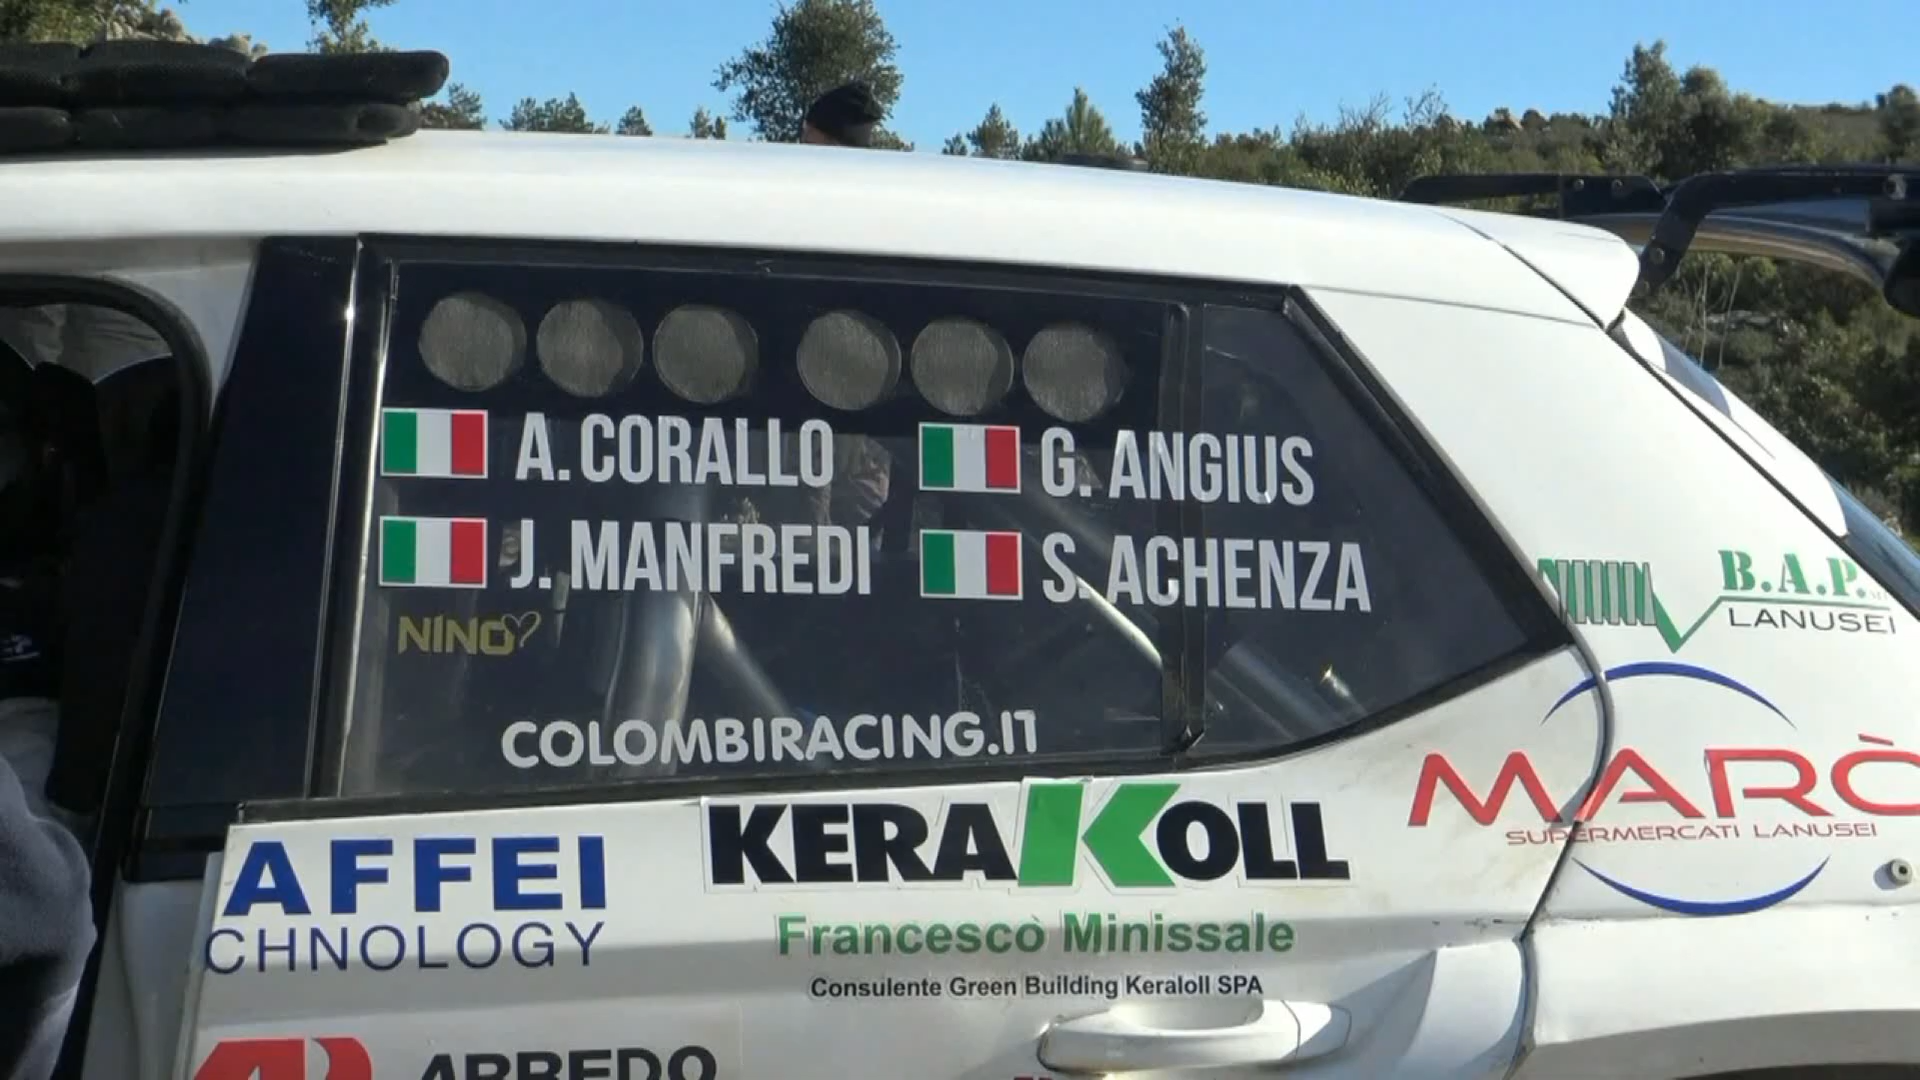 A. CORALLO
G. ANGIUS
J. MANFREDI
S. ACHENZA
NINO
COLOMBIRACING.IT
B.A.P.
LANUSEI
MARÒ
SUPERMERCATI LANUSEI
AFFEI
CHNOLOGY
KERAKOLL
Francescò Minissale
Consulente Green Building Keraloll SPA
ARREDO